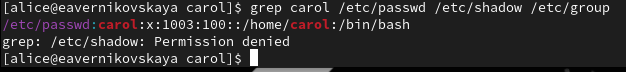 [alice@eavernikovskaya carol]$ grep carol /etc/passwd /etc/shadow /etc/group
/etc/passwd:carol:x:1003:100::/home/carol:/bin/bash
grep: /etc/shadow: Permission denied
[alice@eavernikovskaya carol]$